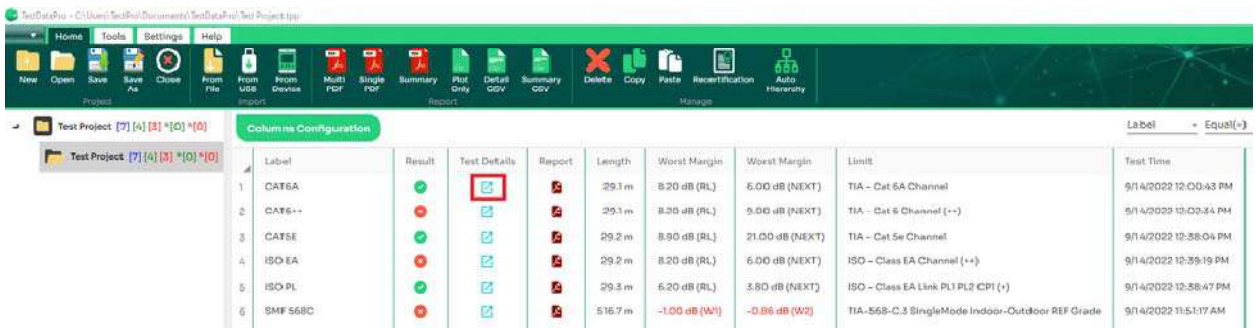 TestDataPro - C:\Users\TestPro\Documents\TestDataPro\Test Project.tpp
Home Tools Settings Help
New Open Save Save As Close From File From USB From Device Multi PDF Single PDF Summary Plot Only Detail CSV Summary CSV Delete Copy Paste Recertification Auto Hierarchy
Project Import Report Manage
Test Project [7] [4] [3] *[0] *[0]
Columns Configuration
Label Equal(=)
Test Project [7] [4] [3] *[0] *[0]
Label Result Test Details Report Length Worst Margin Worst Margin Limit Test Time
1 CAT6A 29.1 m 8.20 dB (RL) 6.00 dB (NEXT) TIA - Cat 6A Channel 9/14/2022 12:00:43 PM
2 CAT6++ 29.1 m 8.20 dB (RL) 9.00 dB (NEXT) TIA - Cat 6 Channel (++) 9/14/2022 12:02:34 PM
3 CAT5E 29.2 m 8.90 dB (RL) 21.00 dB (NEXT) TIA - Cat 5e Channel 9/14/2022 12:38:04 PM
4 ISO EA 29.2 m 8.20 dB (RL) 6.00 dB (NEXT) ISO - Class EA Channel (++) 9/14/2022 12:39:19 PM
5 ISO PL 29.3 m 6.20 dB (RL) 3.80 dB (NEXT) ISO - Class EA Link PL1 PL2 CP1 (+) 9/14/2022 12:38:47 PM
6 SMF 568C 516.7 m -1.00 dB (W1) -0.86 dB (W2) TIA-568-C.3 SingleMode Indoor-Outdoor REF Grade 9/14/2022 11:51:17 AM